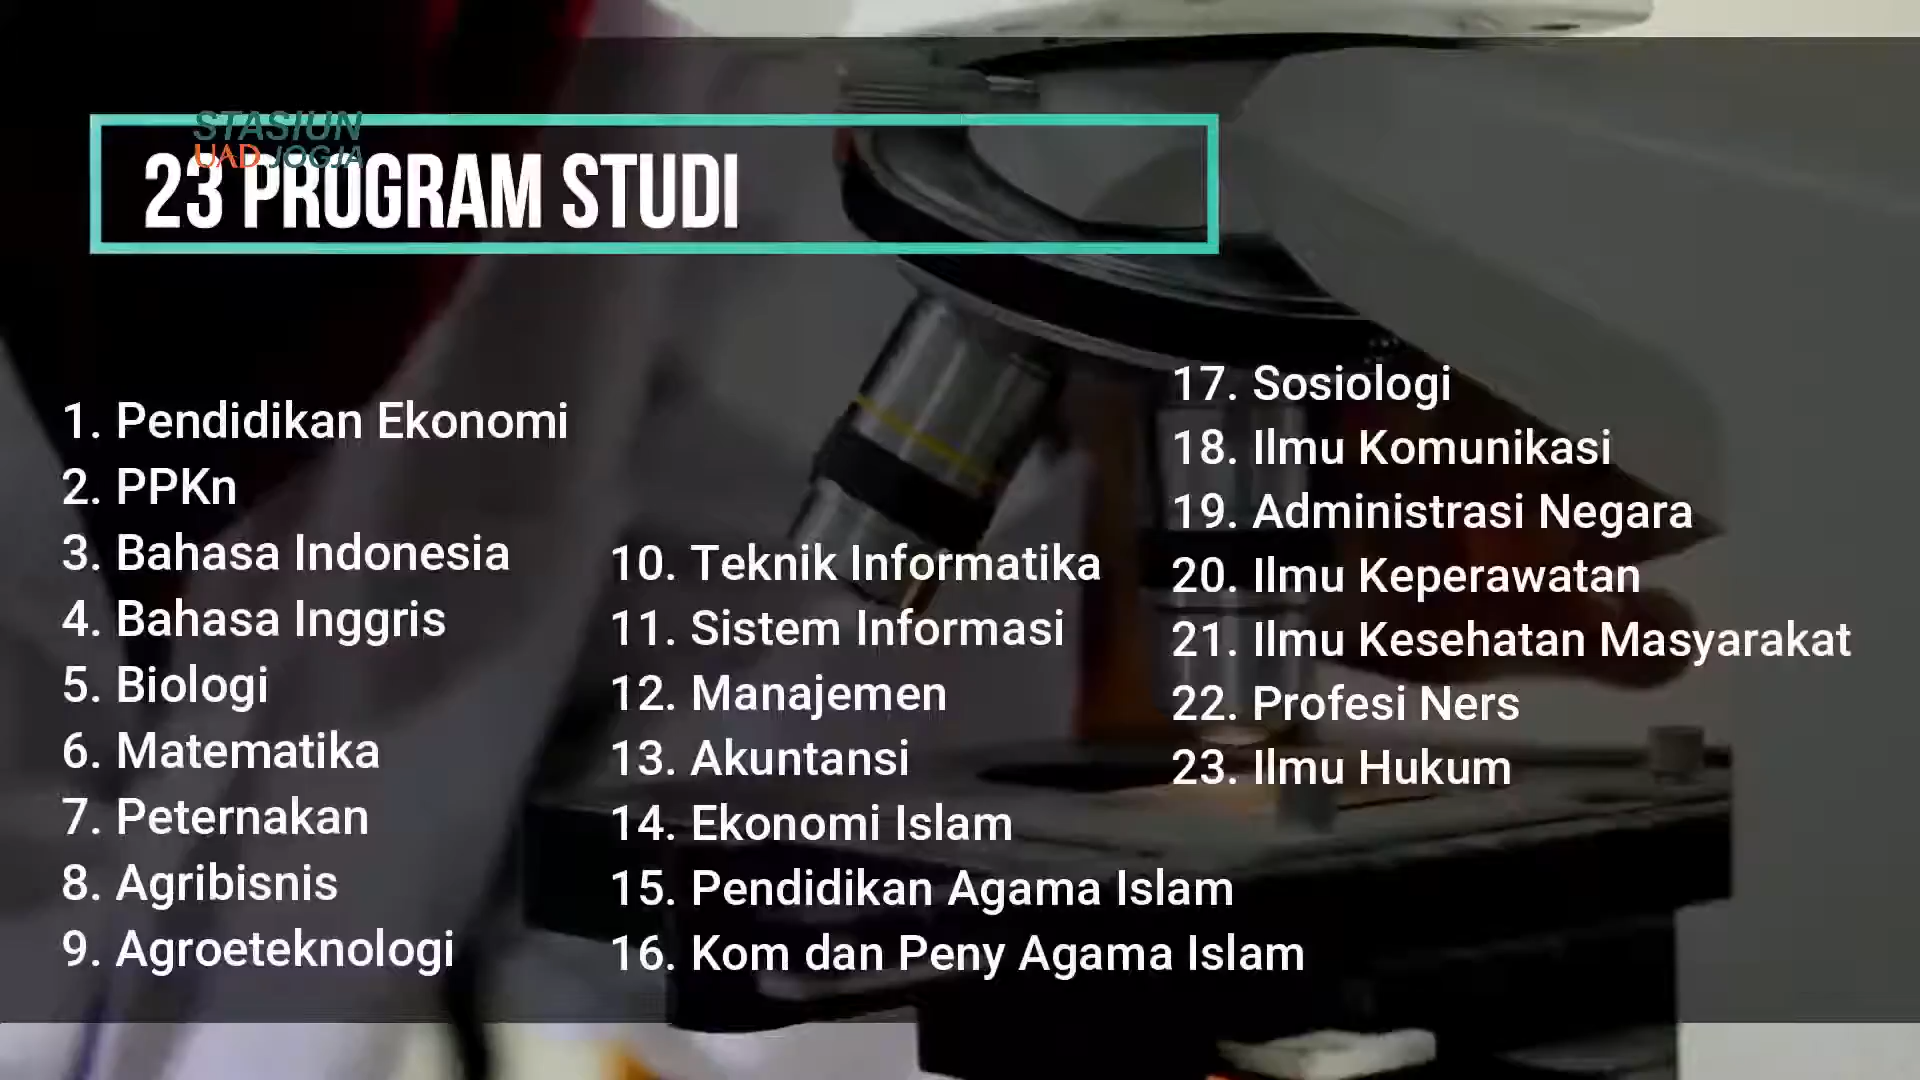 STASIUN
UAD JOGJA
23 PROGRAM STUDI
1. Pendidikan Ekonomi
2. PPKn
3. Bahasa Indonesia
4. Bahasa Inggris
5. Biologi
6. Matematika
7. Peternakan
8. Agribisnis
9. Agroeteknologi
10. Teknik Informatika
11. Sistem Informasi
12. Manajemen
13. Akuntansi
14. Ekonomi Islam
15. Pendidikan Agama Islam
16. Kom dan Peny Agama Islam
17. Sosiologi
18. Ilmu Komunikasi
19. Administrasi Negara
20. Ilmu Keperawatan
21. Ilmu Kesehatan Masyarakat
22. Profesi Ners
23. Ilmu Hukum